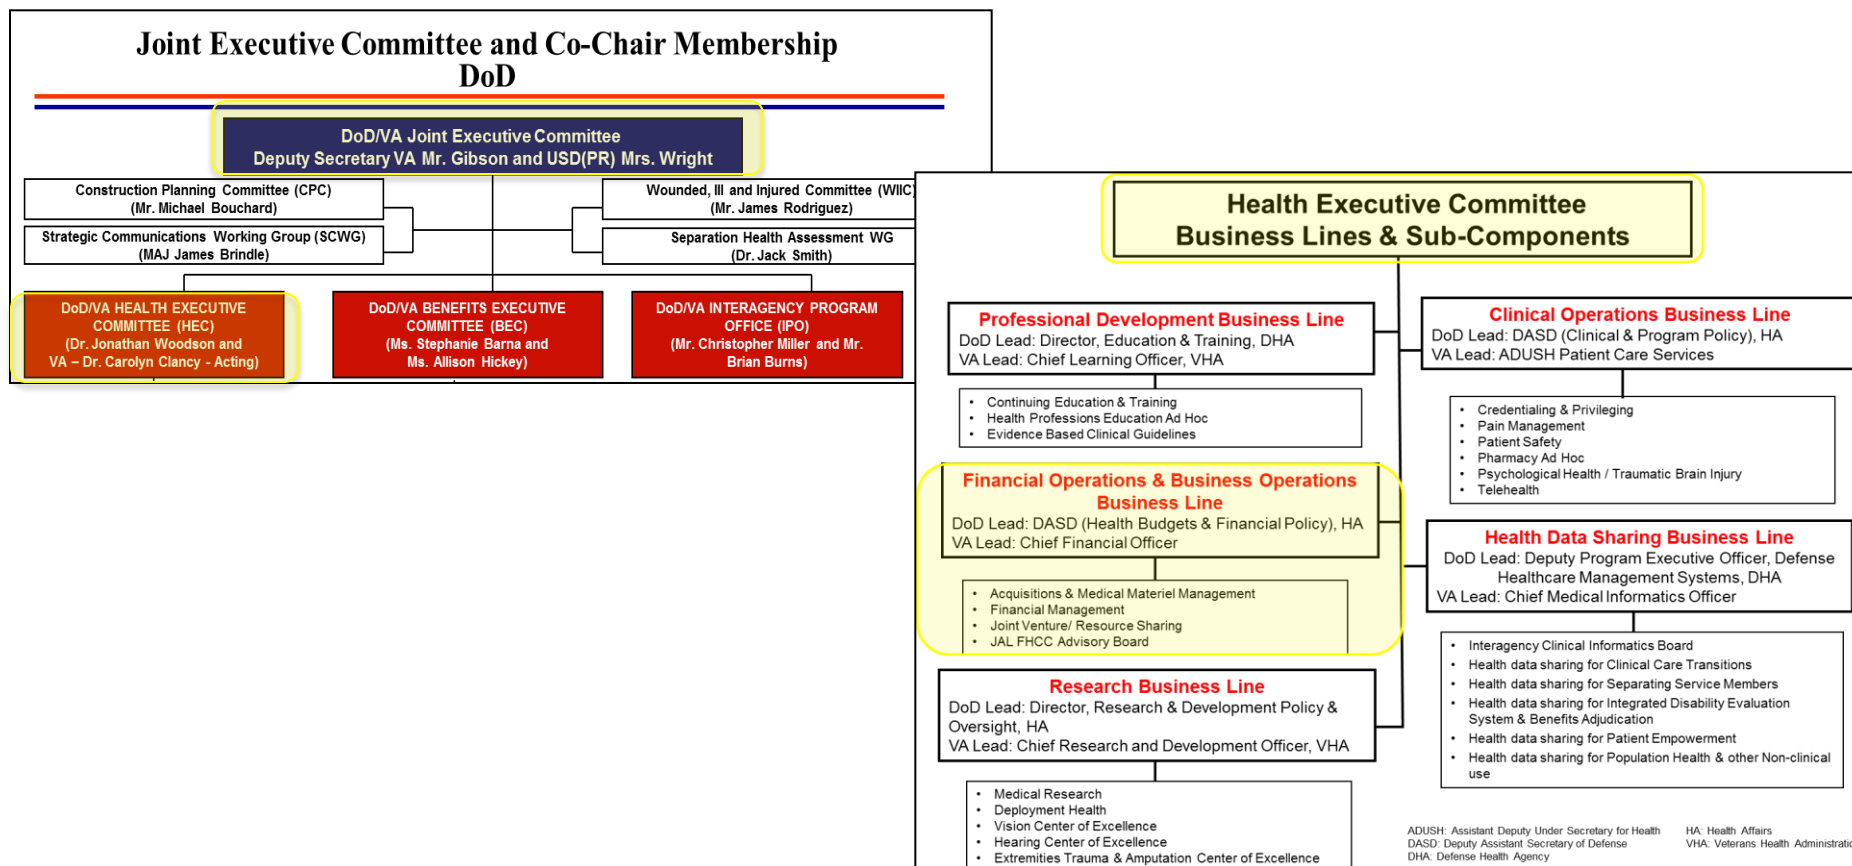 Joint Executive Committee and Co-Chair Membership
DoD
DoD/VA Joint Executive Committee
Deputy Secretary VA Mr. Gibson and USD(PR) Mrs. Wright
Construction Planning Committee (CPC)
(Mr. Michael Bouchard)
Strategic Communications Working Group (SCWG)
(MAJ James Brindle)
Wounded, Ill and Injured Committee (WIIC)
(Mr. James Rodriguez)
Separation Health Assessment WG
(Dr. Jack Smith)
DoD/VA HEALTH EXECUTIVE
COMMITTEE (HEC)
(Dr. Jonathan Woodson and
VA – Dr. Carolyn Clancy - Acting)
DoD/VA BENEFITS EXECUTIVE
COMMITTEE (BEC)
(Ms. Stephanie Barna and
Ms. Allison Hickey)
DoD/VA INTERAGENCY PROGRAM
OFFICE (IPO)
(Mr. Christopher Miller and Mr.
Brian Burns)
Health Executive Committee
Business Lines & Sub-Components
Professional Development Business Line
DoD Lead: Director, Education & Training, DHA
VA Lead: Chief Learning Officer, VHA
• Continuing Education & Training
• Health Professions Education Ad Hoc
• Evidence Based Clinical Guidelines
Financial Operations & Business Operations
Business Line
DoD Lead: DASD (Health Budgets & Financial Policy), HA
VA Lead: Chief Financial Officer
• Acquisitions & Medical Materiel Management
• Financial Management
• Joint Venture/ Resource Sharing
• JAL FHCC Advisory Board
Research Business Line
DoD Lead: Director, Research & Development Policy &
Oversight, HA
VA Lead: Chief Research and Development Officer, VHA
• Medical Research
• Deployment Health
• Vision Center of Excellence
• Hearing Center of Excellence
• Extremities Trauma & Amputation Center of Excellence
Clinical Operations Business Line
DoD Lead: DASD (Clinical & Program Policy), HA
VA Lead: ADUSH Patient Care Services
• Credentialing & Privileging
• Pain Management
• Patient Safety
• Pharmacy Ad Hoc
• Psychological Health / Traumatic Brain Injury
• Telehealth
Health Data Sharing Business Line
DoD Lead: Deputy Program Executive Officer, Defense
Healthcare Management Systems, DHA
VA Lead: Chief Medical Informatics Officer
• Interagency Clinical Informatics Board
• Health data sharing for Clinical Care Transitions
• Health data sharing for Separating Service Members
• Health data sharing for Integrated Disability Evaluation
System & Benefits Adjudication
• Health data sharing for Patient Empowerment
• Health data sharing for Population Health & other Non-clinical
use
ADUSH: Assistant Deputy Under Secretary for Health
DASD: Deputy Assistant Secretary of Defense
DHA: Defense Health Agency
HA: Health Affairs
VHA: Veterans Health Administratio